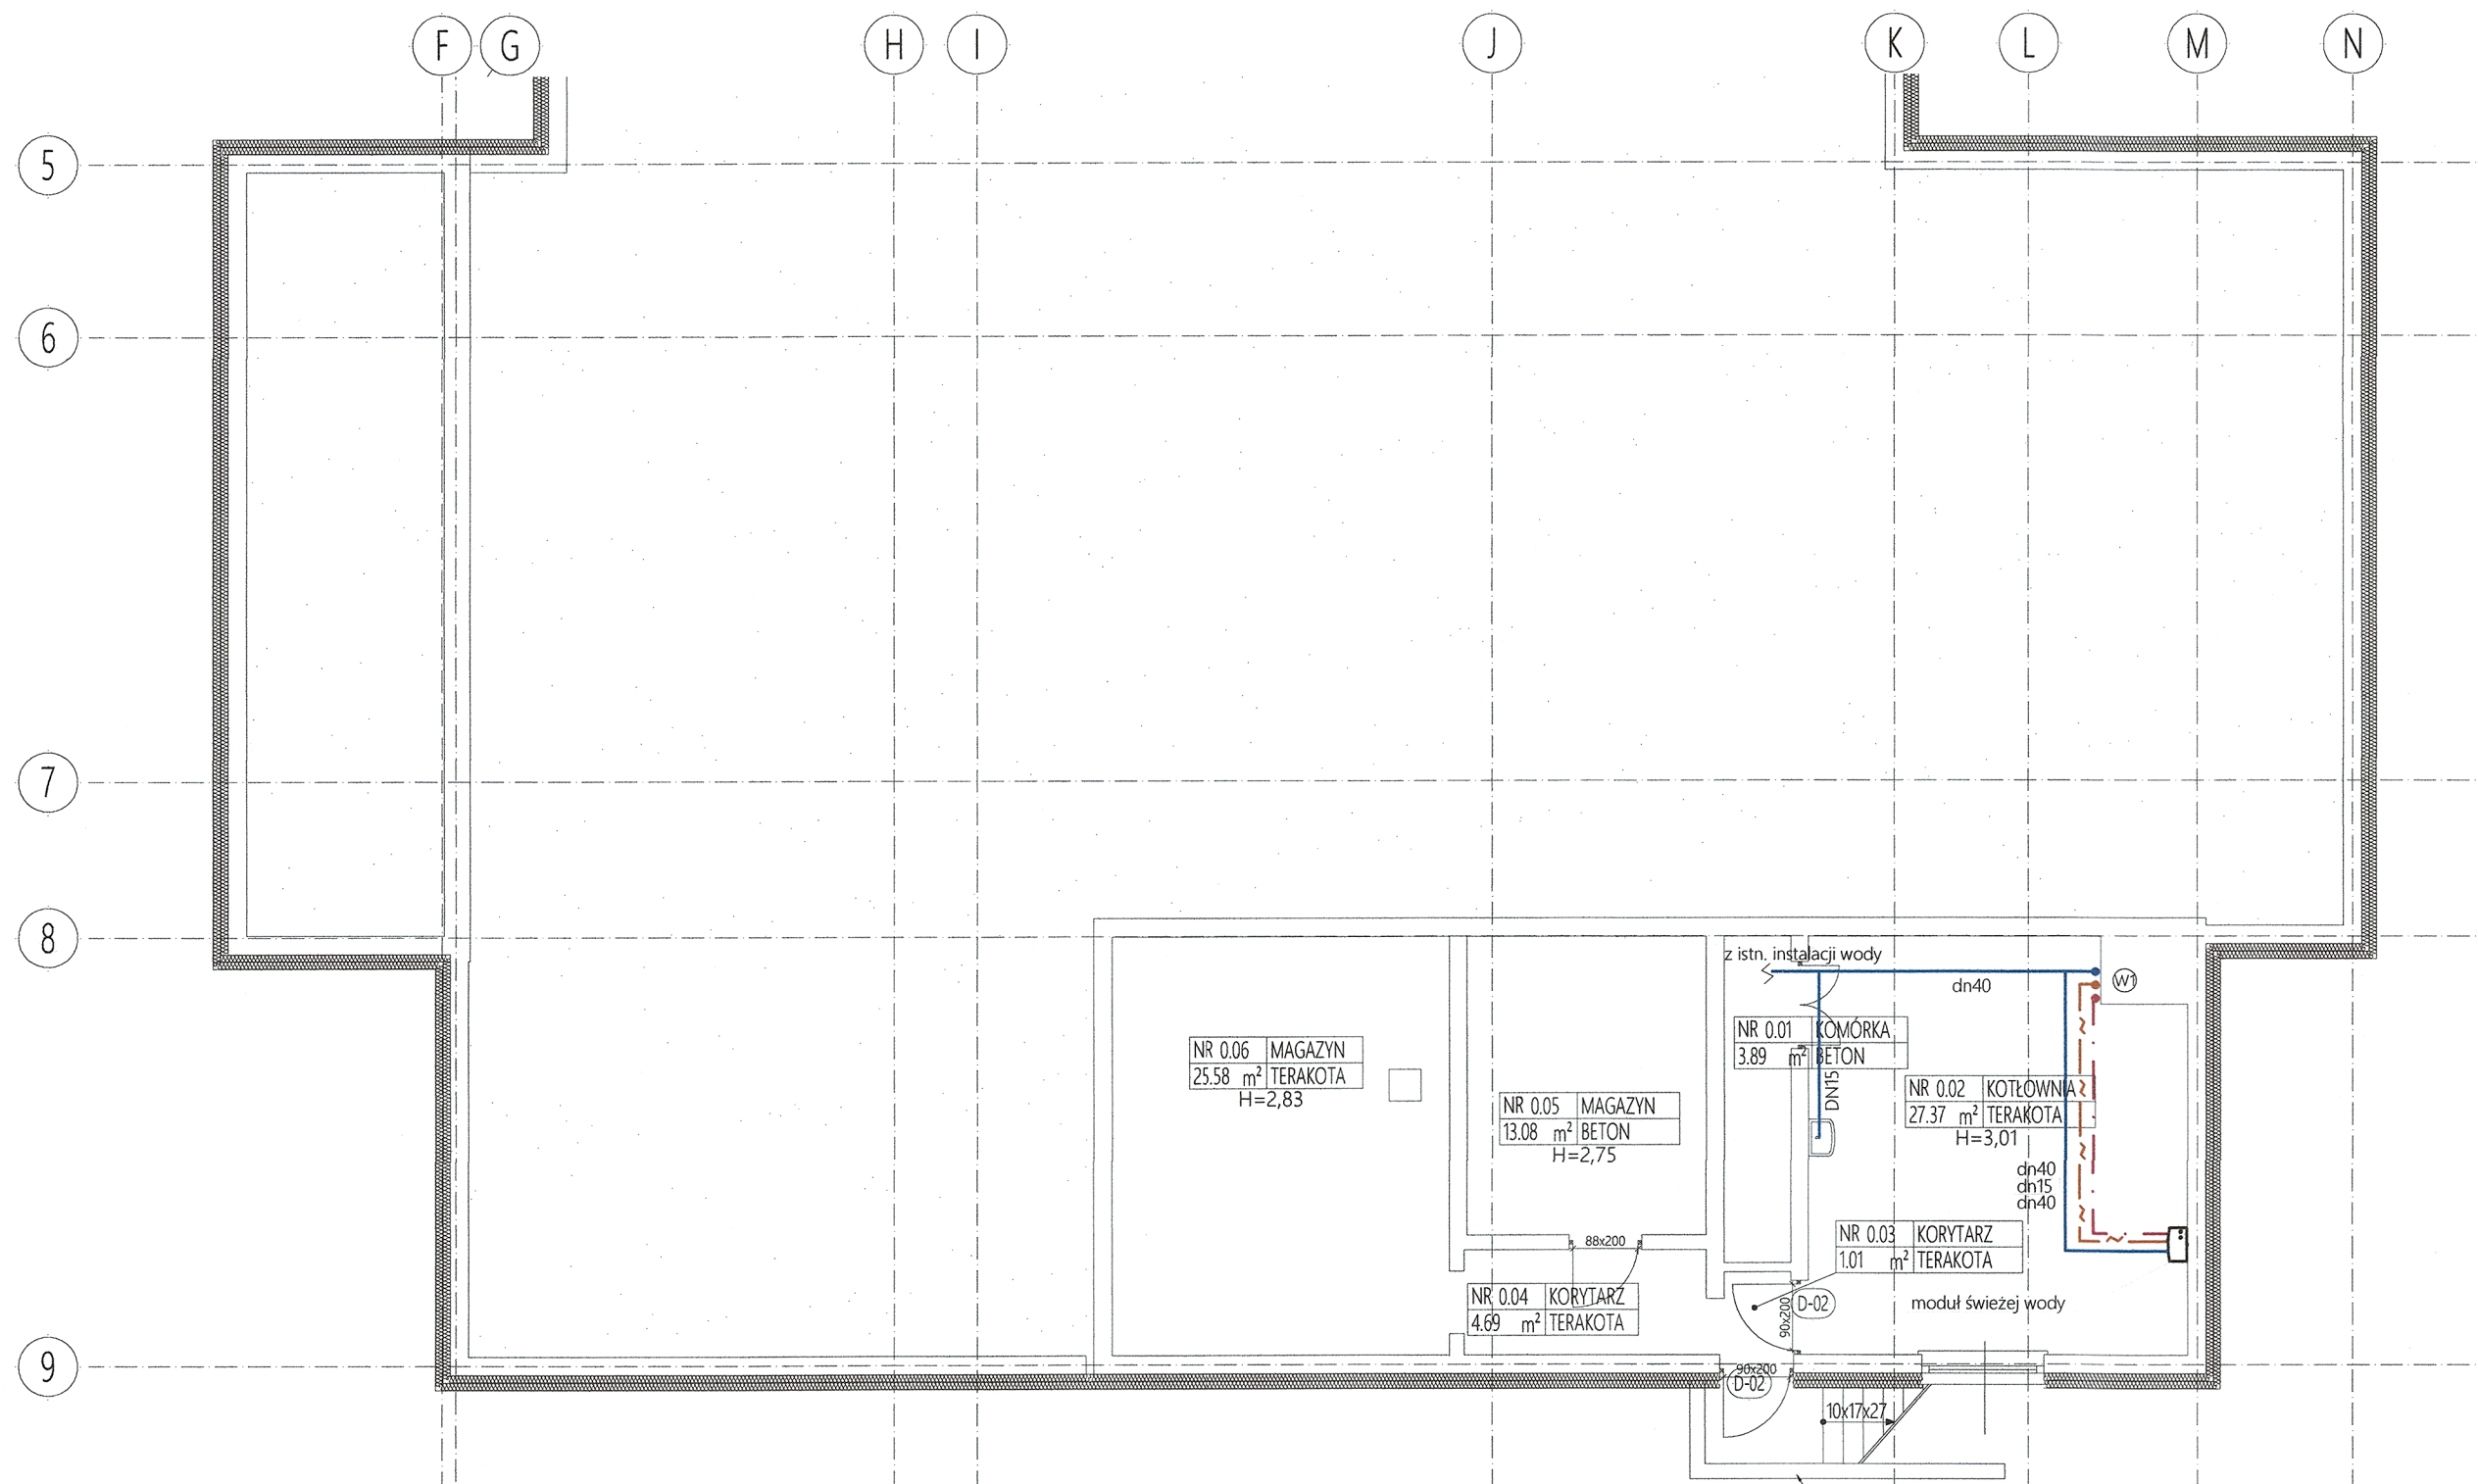 F G H I J K L M N
5
6
7
8
z istn. instalacji wody
W1
dn40
NR 0.01 KOMÓRKA
3.89 m² BETON
NR 0.06 MAGAZYN
25.58 m² TERAKOTA
H=2,83
DN15
NR 0.02 KOTŁOWNIA
27.37 m² TERAKOTA
H=3,01
NR 0.05 MAGAZYN
13.08 m² BETON
H=2,75
dn40
dn15
dn40
88x200
NR 0.03 KORYTARZ
1.01 m² TERAKOTA
NR 0.04 KORYTARZ
4.69 m² TERAKOTA
90x200
D-02
moduł świeżej wody
9
90x200
D-02
10x17x27